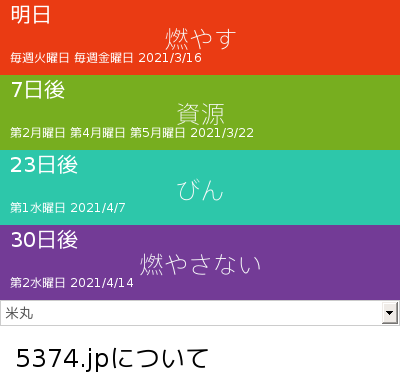 明日
燃やす
毎週火曜日 毎週金曜日 2021/3/16
7日後
資源
第2月曜日 第4月曜日 第5月曜日 2021/3/22
23日後
びん
第1水曜日 2021/4/7
30日後
燃やさない
第2水曜日 2021/4/14
米丸
5374.jpについて